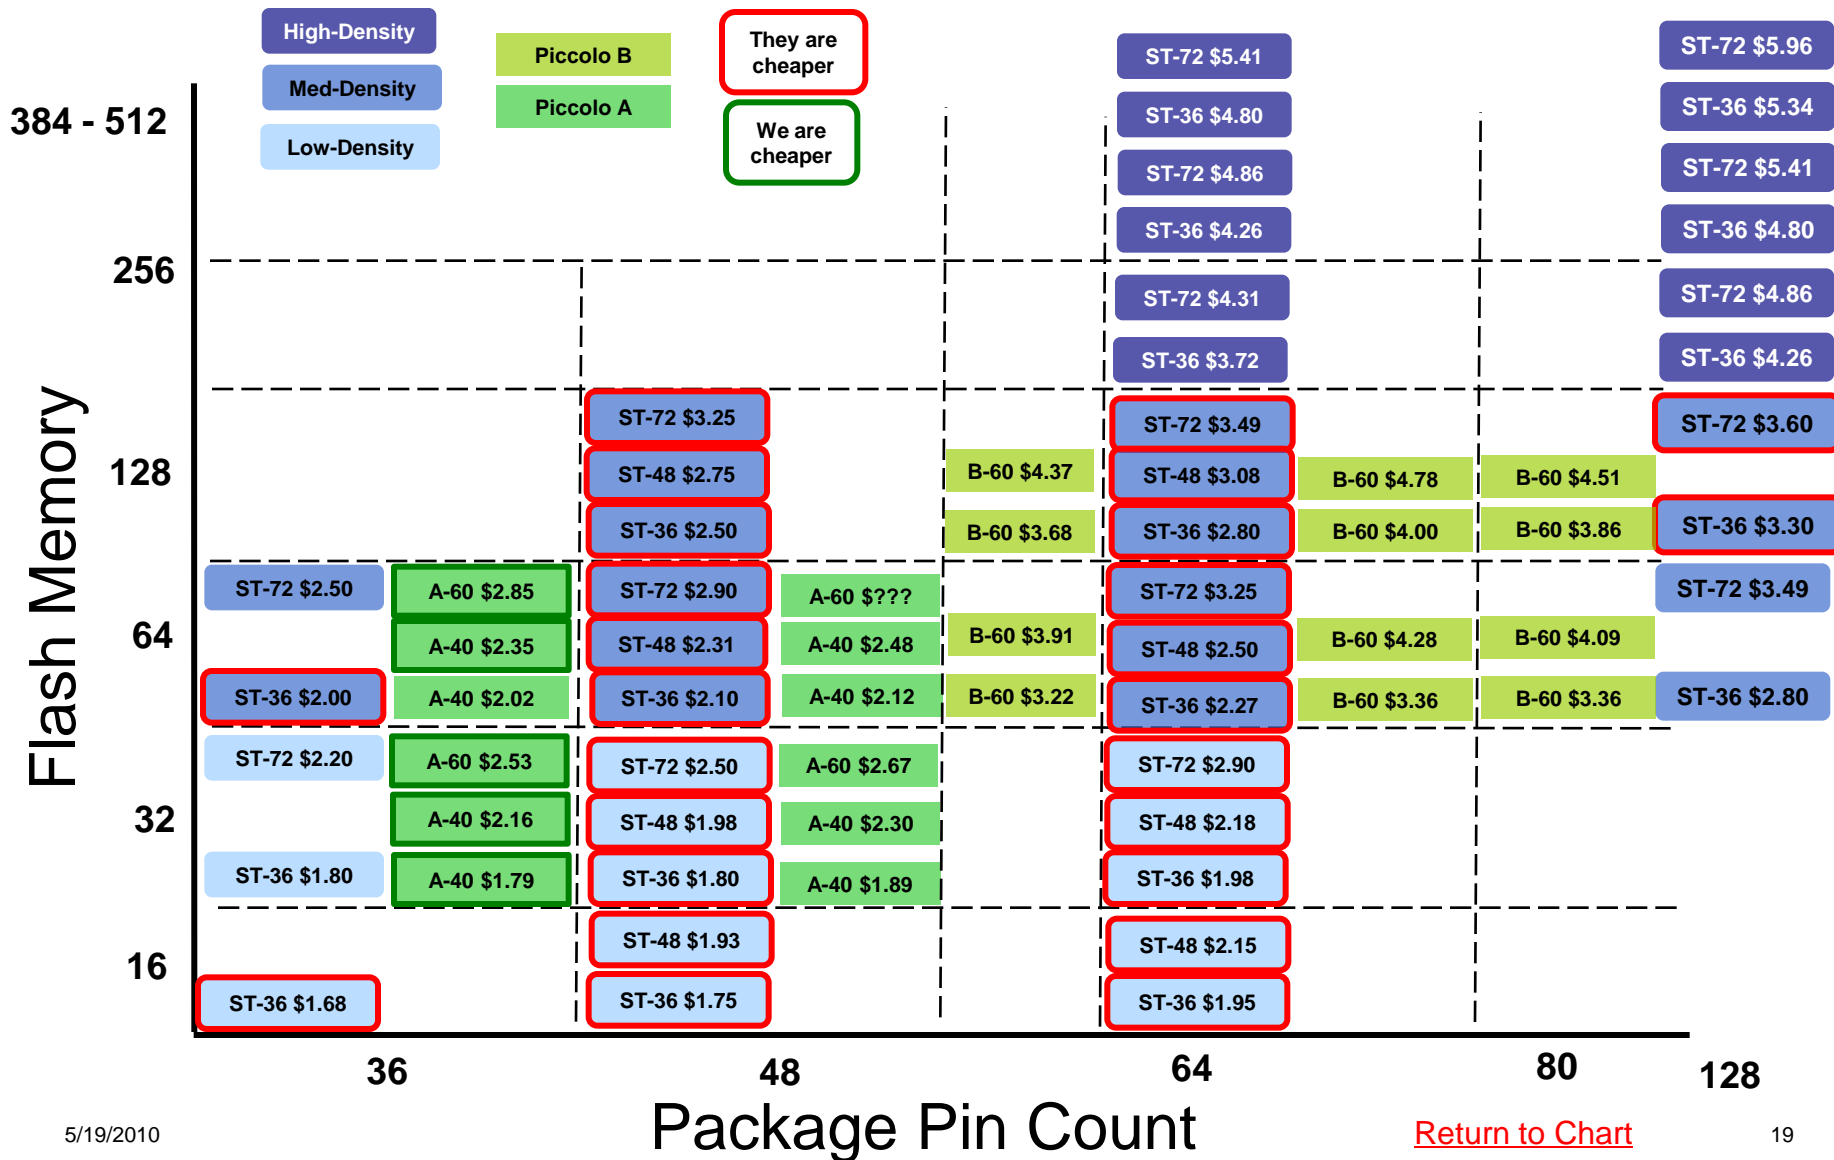 High-Density
Med-Density
Low-Density
Piccolo B
Piccolo A
They are
cheaper
We are
cheaper
384 - 512
ST-72 $5.41
ST-72 $5.96
ST-36 $4.80
ST-36 $5.34
ST-72 $4.86
ST-72 $5.41
ST-36 $4.26
ST-36 $4.80
256
ST-72 $4.31
ST-72 $4.86
ST-36 $3.72
ST-36 $4.26
Flash Memory
128
ST-72 $3.25
ST-72 $3.49
ST-72 $3.60
ST-48 $2.75
B-60 $4.37
ST-48 $3.08
B-60 $4.78
B-60 $4.51
ST-36 $2.50
B-60 $3.68
ST-36 $2.80
B-60 $4.00
B-60 $3.86
ST-36 $3.30
64
ST-72 $2.50
A-60 $2.85
ST-72 $2.90
A-60 $???
ST-72 $3.25
ST-72 $3.49
A-40 $2.35
ST-48 $2.31
A-40 $2.48
B-60 $3.91
ST-48 $2.50
B-60 $4.28
B-60 $4.09
ST-36 $2.00
A-40 $2.02
ST-36 $2.10
A-40 $2.12
B-60 $3.22
ST-36 $2.27
B-60 $3.36
B-60 $3.36
ST-36 $2.80
32
ST-72 $2.20
A-60 $2.53
ST-72 $2.50
A-60 $2.67
ST-72 $2.90
A-40 $2.16
ST-48 $1.98
A-40 $2.30
ST-48 $2.18
ST-36 $1.80
A-40 $1.79
ST-36 $1.80
A-40 $1.89
ST-36 $1.98
16
ST-48 $1.93
ST-48 $2.15
ST-36 $1.68
ST-36 $1.75
ST-36 $1.95
36
48
64
80
128
Package Pin Count
5/19/2010
Return to Chart
19